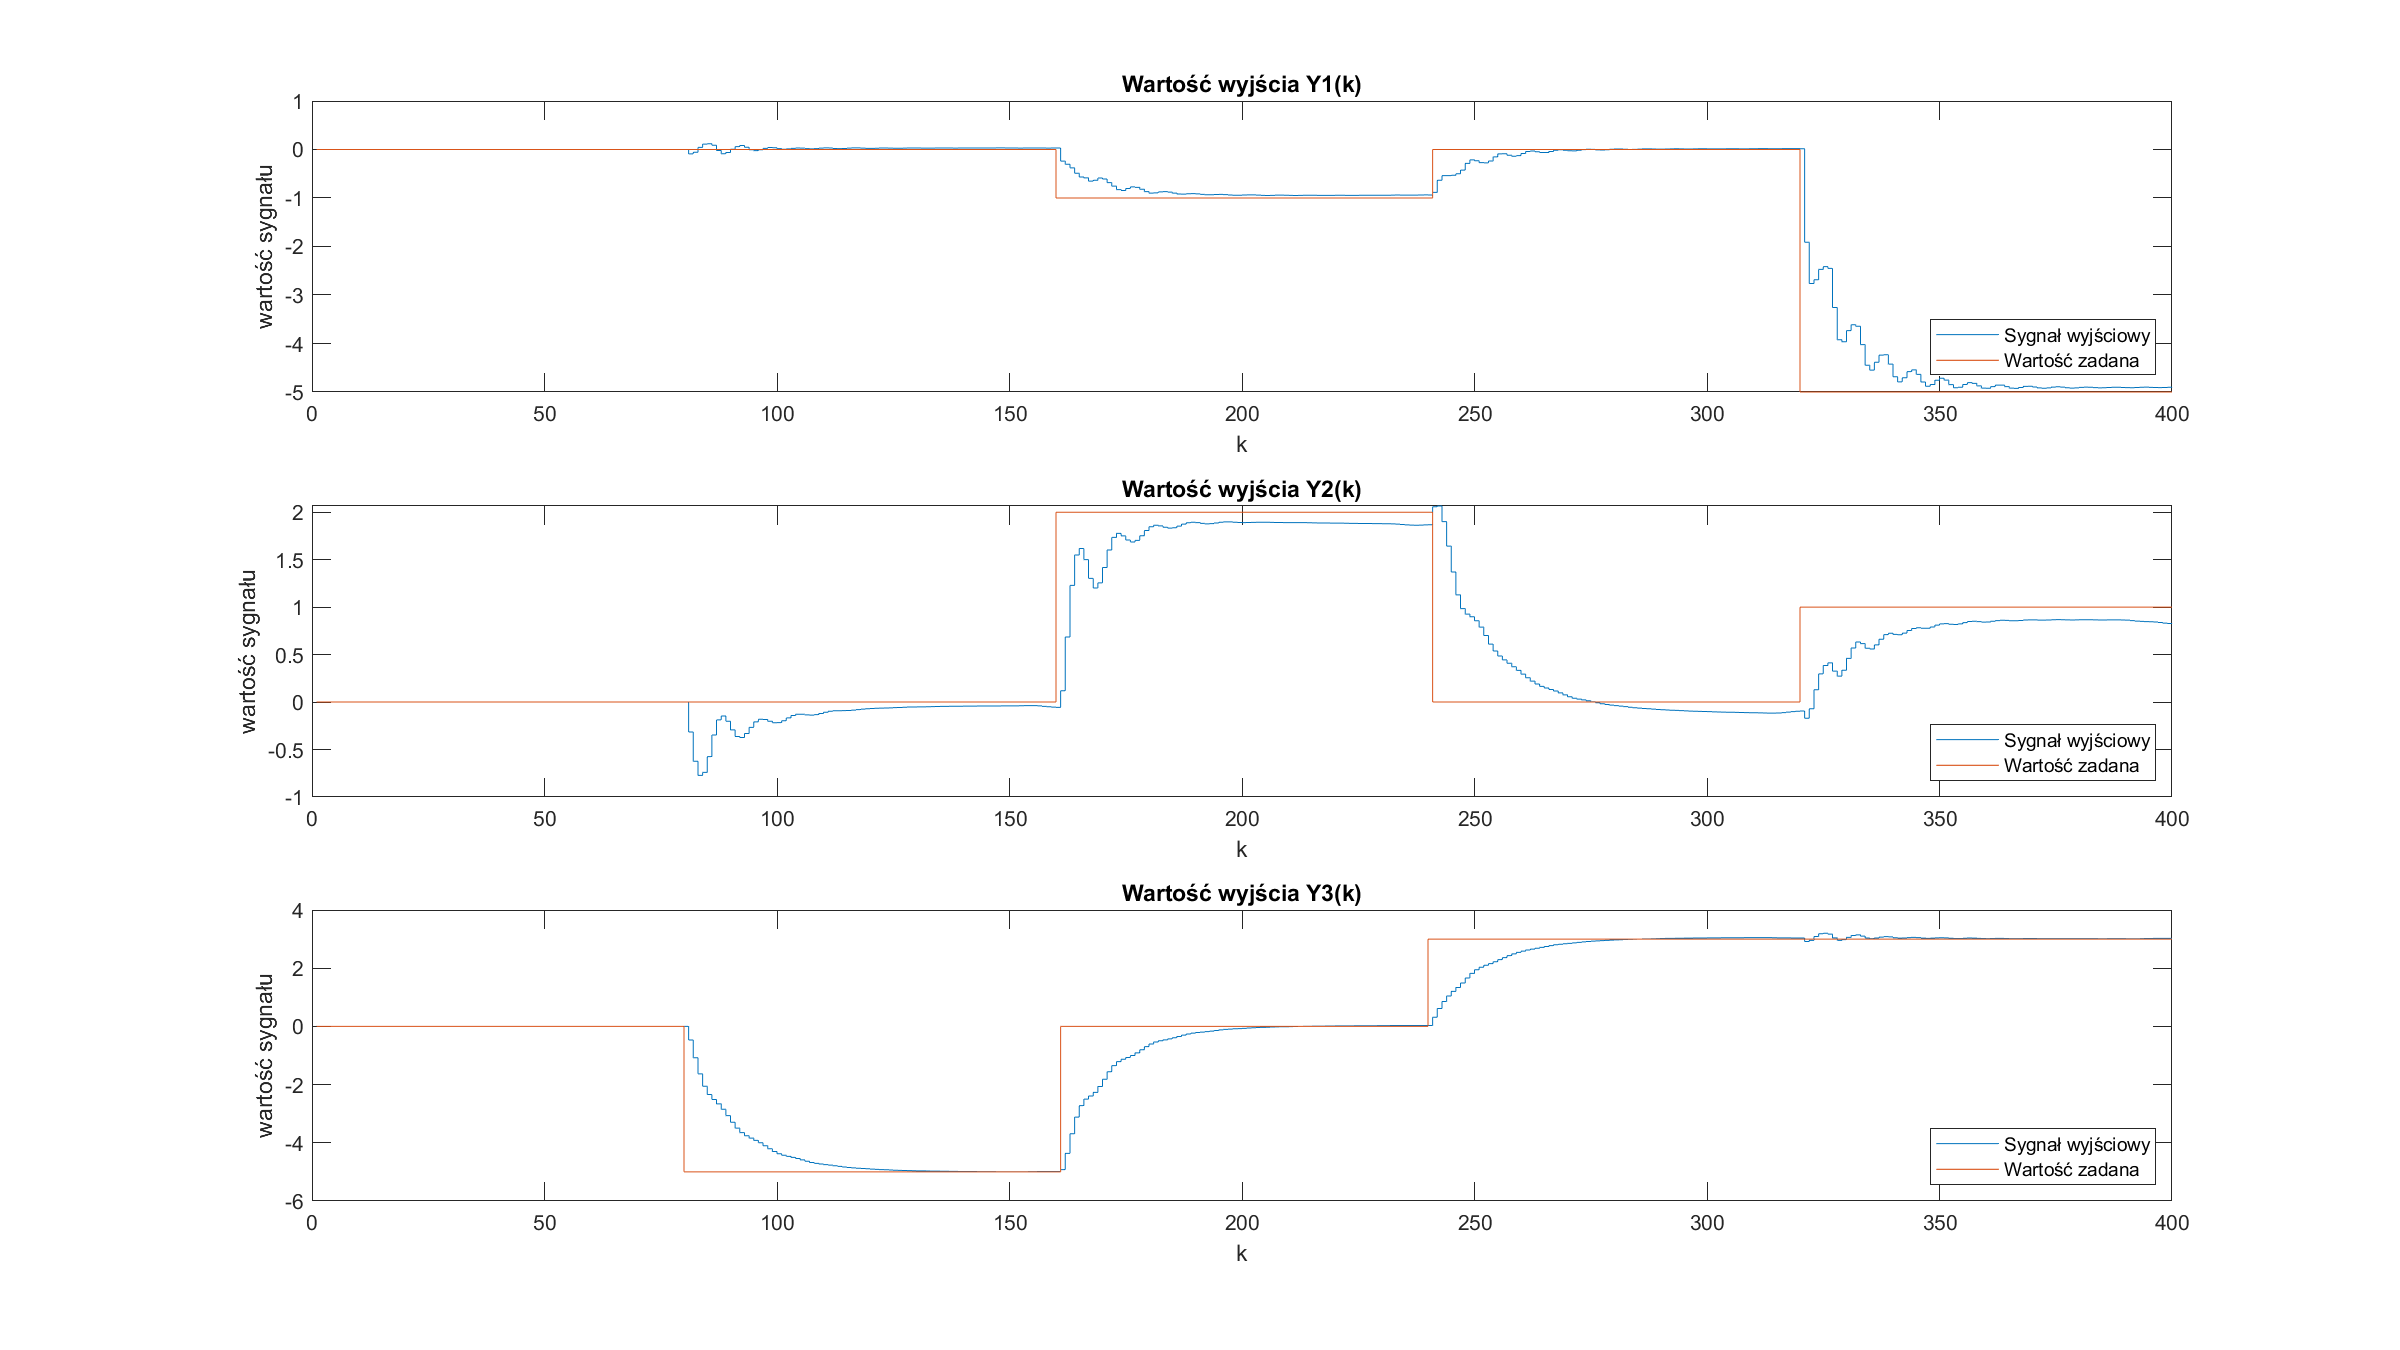 Wartość wyjścia Y1(k)
1
0
-1
-2
-3
-4
-5
wartość sygnału
0 50 100 150 200 250 300 350 400
k
Sygnał wyjściowy
Wartość zadana
Wartość wyjścia Y2(k)
2
1.5
1
0.5
0
-0.5
-1
wartość sygnału
0 50 100 150 200 250 300 350 400
k
Sygnał wyjściowy
Wartość zadana
Wartość wyjścia Y3(k)
4
2
0
-2
-4
-6
wartość sygnału
0 50 100 150 200 250 300 350 400
k
Sygnał wyjściowy
Wartość zadana